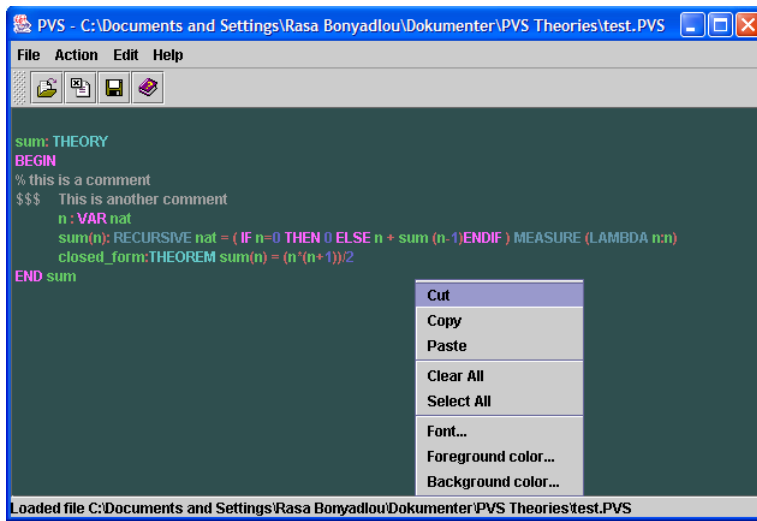 PVS - C:\Documents and Settings\Rasa Bonyadlou\Dokumenter\PVS Theories\test.PVS
File Action Edit Help
sum: THEORY
BEGIN
% this is a comment
$$$ This is another comment
n : VAR nat
sum(n): RECURSIVE nat = ( IF n=0 THEN 0 ELSE n + sum (n-1)ENDIF ) MEASURE (LAMBDA n:n)
closed_form:THEOREM sum(n) = (n*(n+1))/2
END sum
Cut
Copy
Paste
Clear All
Select All
Font...
Foreground color...
Background color...
Loaded file C:\Documents and Settings\Rasa Bonyadlou\Dokumenter\PVS Theories\test.PVS